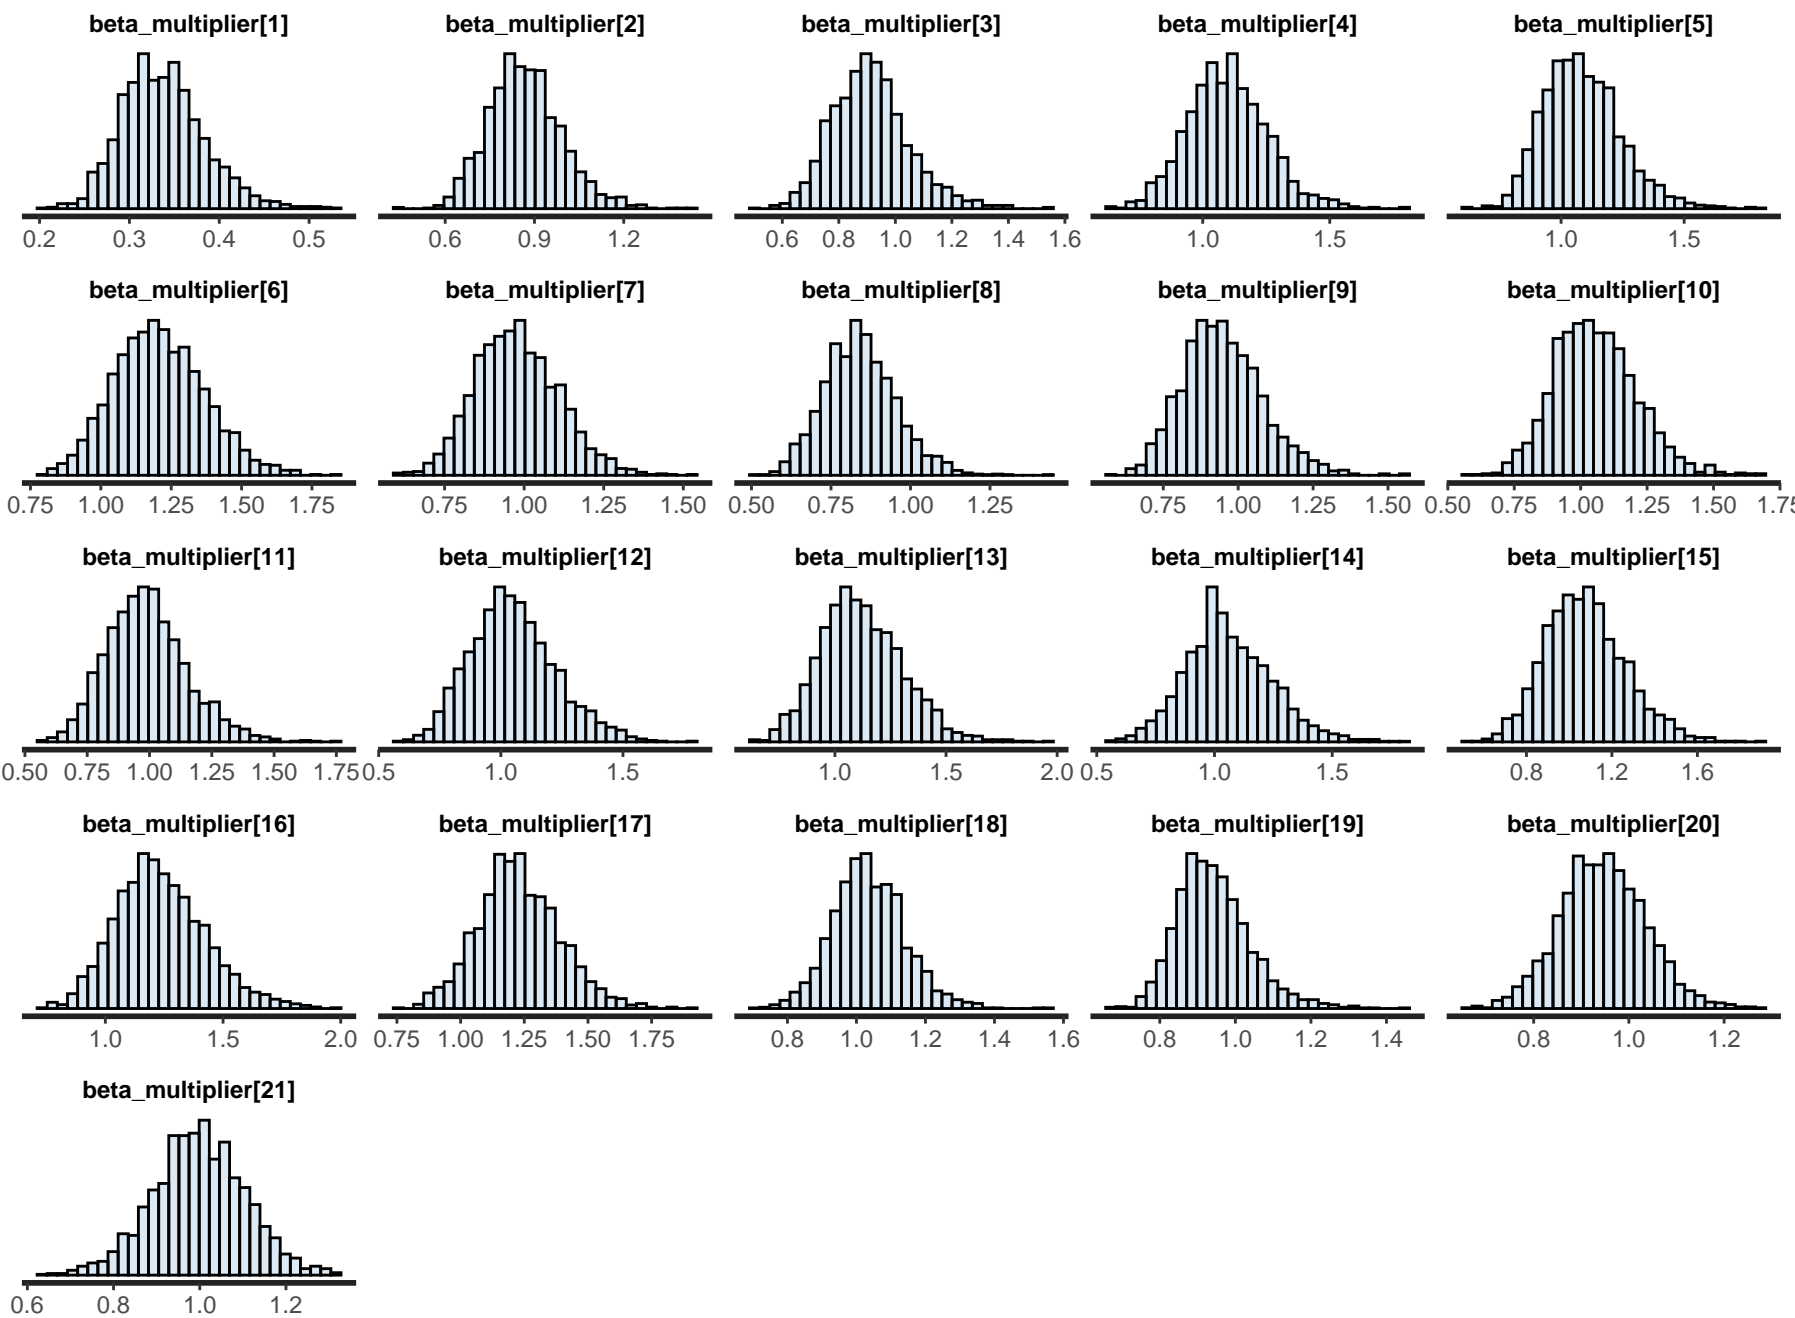 beta_multiplier[1] beta_multiplier[2] beta_multiplier[3] beta_multiplier[4] beta_multiplier[5]
0.2 0.3 0.4 0.5 0.6 0.9 1.2 0.6 0.8 1.0 1.2 1.4 1.6 1.0 1.5 1.0 1.5
beta_multiplier[6] beta_multiplier[7] beta_multiplier[8] beta_multiplier[9] beta_multiplier[10]
0.75 1.00 1.25 1.50 1.75 0.75 1.00 1.25 1.50 0.50 0.75 1.00 1.25 0.75 1.00 1.25 1.50 0.50 0.75 1.00 1.25 1.50 1.75
beta_multiplier[11] beta_multiplier[12] beta_multiplier[13] beta_multiplier[14] beta_multiplier[15]
0.50 0.75 1.00 1.25 1.50 1.75 0.5 1.0 1.5 1.0 1.5 2.0 0.5 1.0 1.5 0.8 1.2 1.6
beta_multiplier[16] beta_multiplier[17] beta_multiplier[18] beta_multiplier[19] beta_multiplier[20]
1.0 1.5 2.0 0.75 1.00 1.25 1.50 1.75 0.8 1.0 1.2 1.4 1.6 0.8 1.0 1.2 1.4 0.8 1.0 1.2
beta_multiplier[21]
0.6 0.8 1.0 1.2